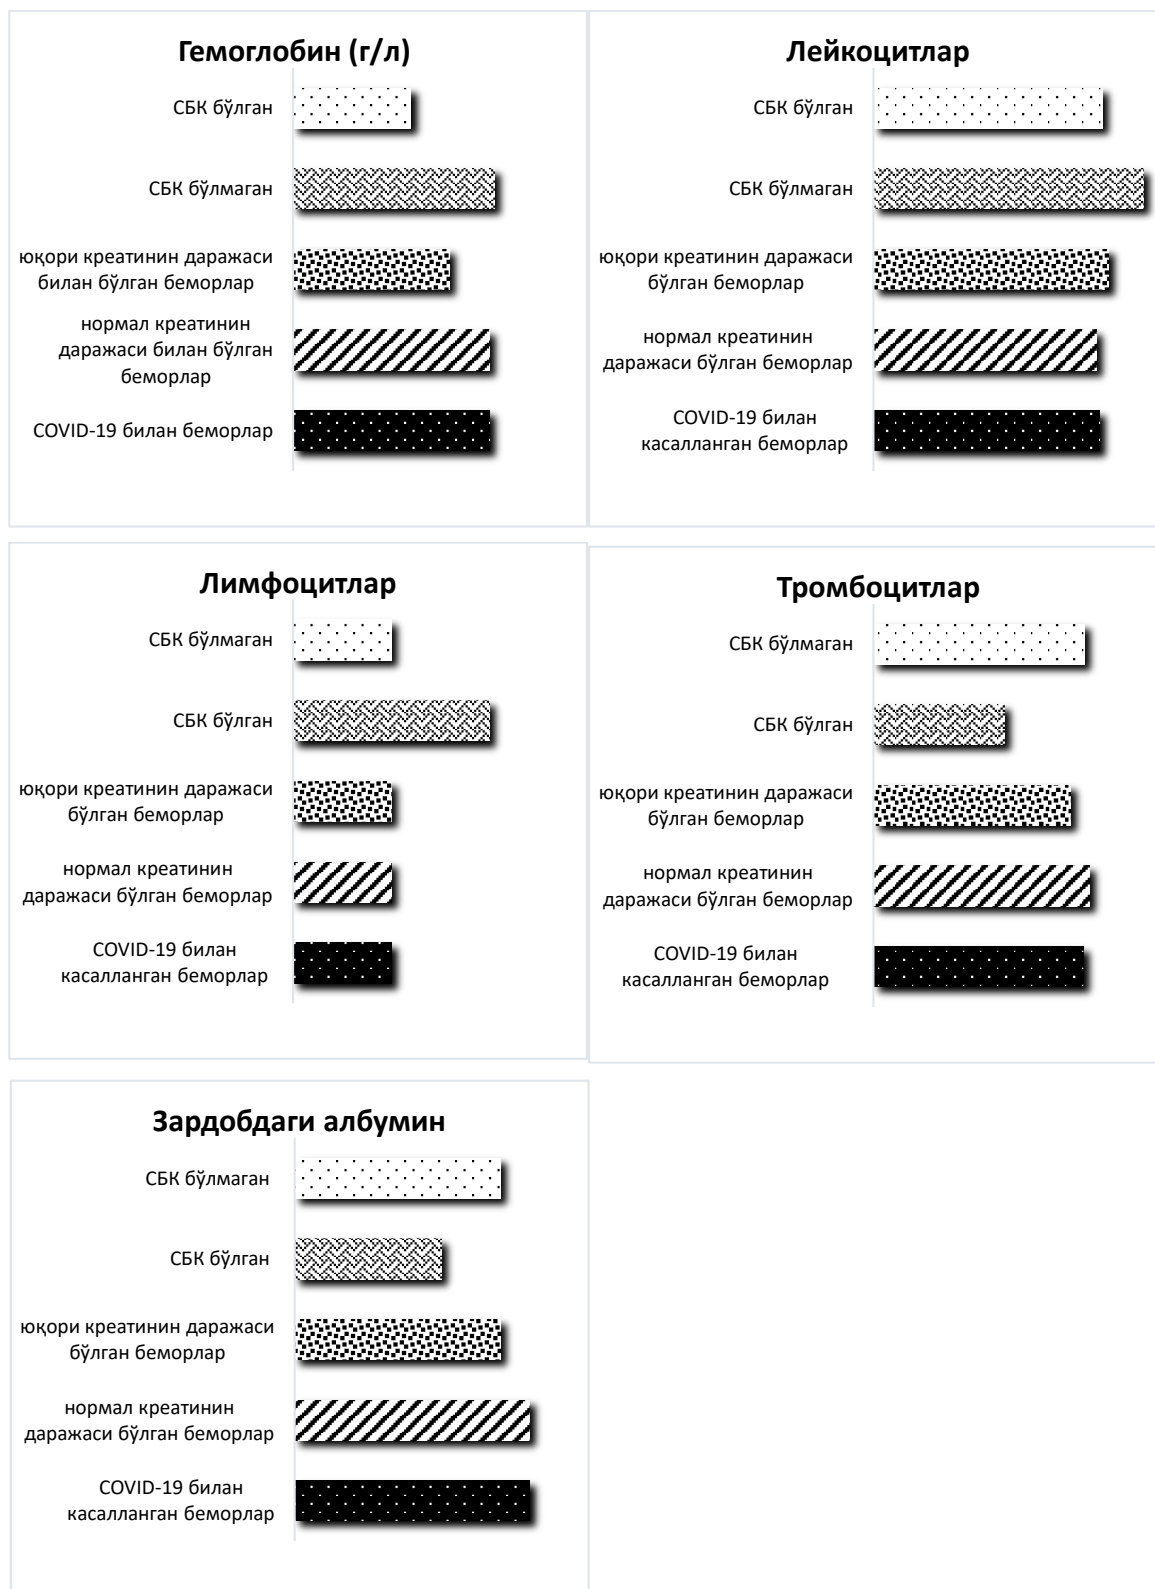 Гемоглобин (г/л)
СБК бўлган
СБК бўлмаган
юқори креатинин даражаси
билан бўлган беморлар
нормал креатинин
даражаси билан бўлган
беморлар
COVID-19 билан беморлар
Лейкоцитлар
СБК бўлган
СБК бўлмаган
юқори креатинин даражаси
бўлган беморлар
нормал креатинин
даражаси бўлган беморлар
COVID-19 билан
касалланган беморлар
Лимфоцитлар
СБК бўлмаган
СБК бўлган
юқори креатинин даражаси
бўлган беморлар
нормал креатинин
даражаси бўлган беморлар
COVID-19 билан
касалланган беморлар
Тромбоцитлар
СБК бўлмаган
СБК бўлган
юқори креатинин даражаси
бўлган беморлар
нормал креатинин
даражаси бўлган беморлар
COVID-19 билан
касалланган беморлар
Зардобдаги албумин
СБК бўлмаган
СБК бўлган
юқори креатинин даражаси
бўлган беморлар
нормал креатинин
даражаси бўлган беморлар
COVID-19 билан
касалланган беморлар